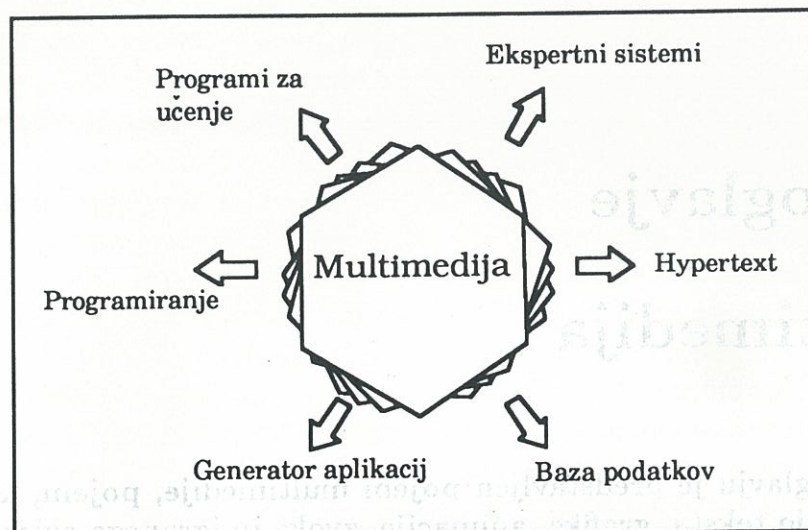 Ekspertni sistemi
Programi za
učenje
Multimedija
Hypertext
Programiranje
Generator aplikacij
Baza podatkov